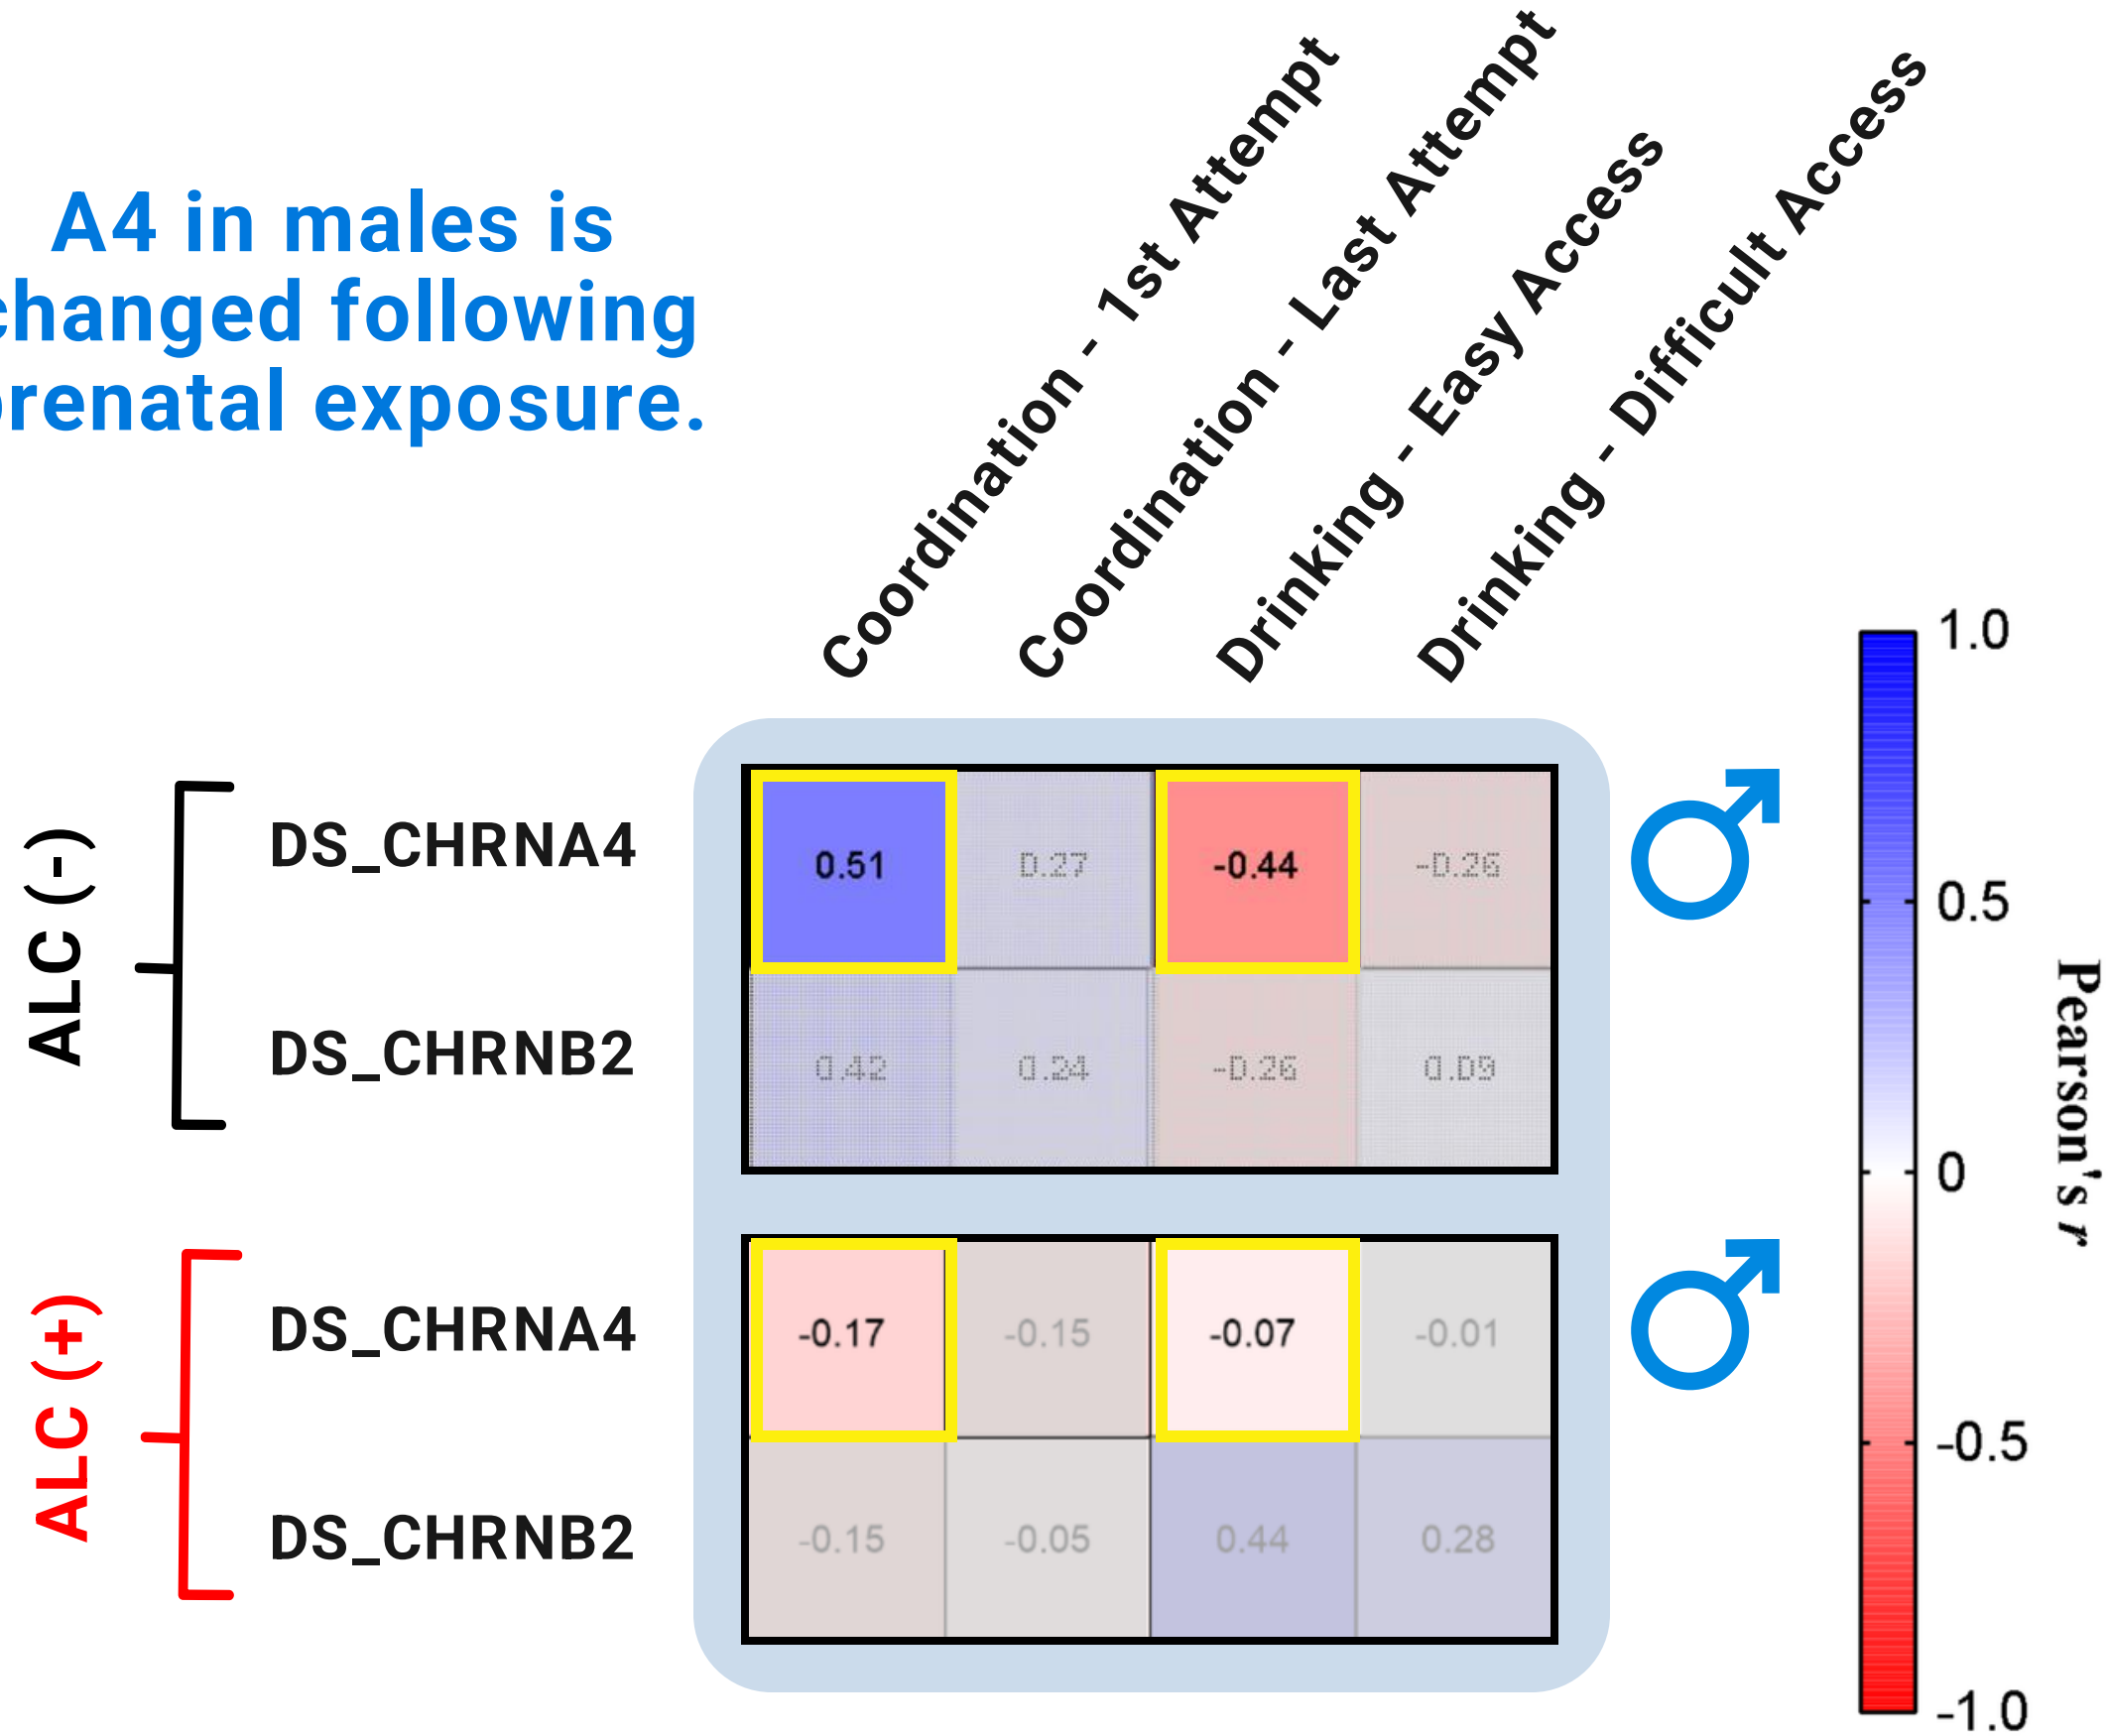 A4 in males is
changed following
prenatal exposure.
Coordination - 1st Attempt
Coordination - Last Attempt
Drinking - Easy Access
Drinking - Difficult Access
ALC (-)
DS_CHRNA4
0.51 0.27 -0.44 -0.26
DS_CHRNB2
0.42 0.24 -0.26 0.09
ALC (+)
DS_CHRNA4
-0.17 -0.15 -0.07 -0.01
DS_CHRNB2
-0.15 -0.05 0.44 0.28
1.0
0.5
0
-0.5
-1.0
Pearson's r